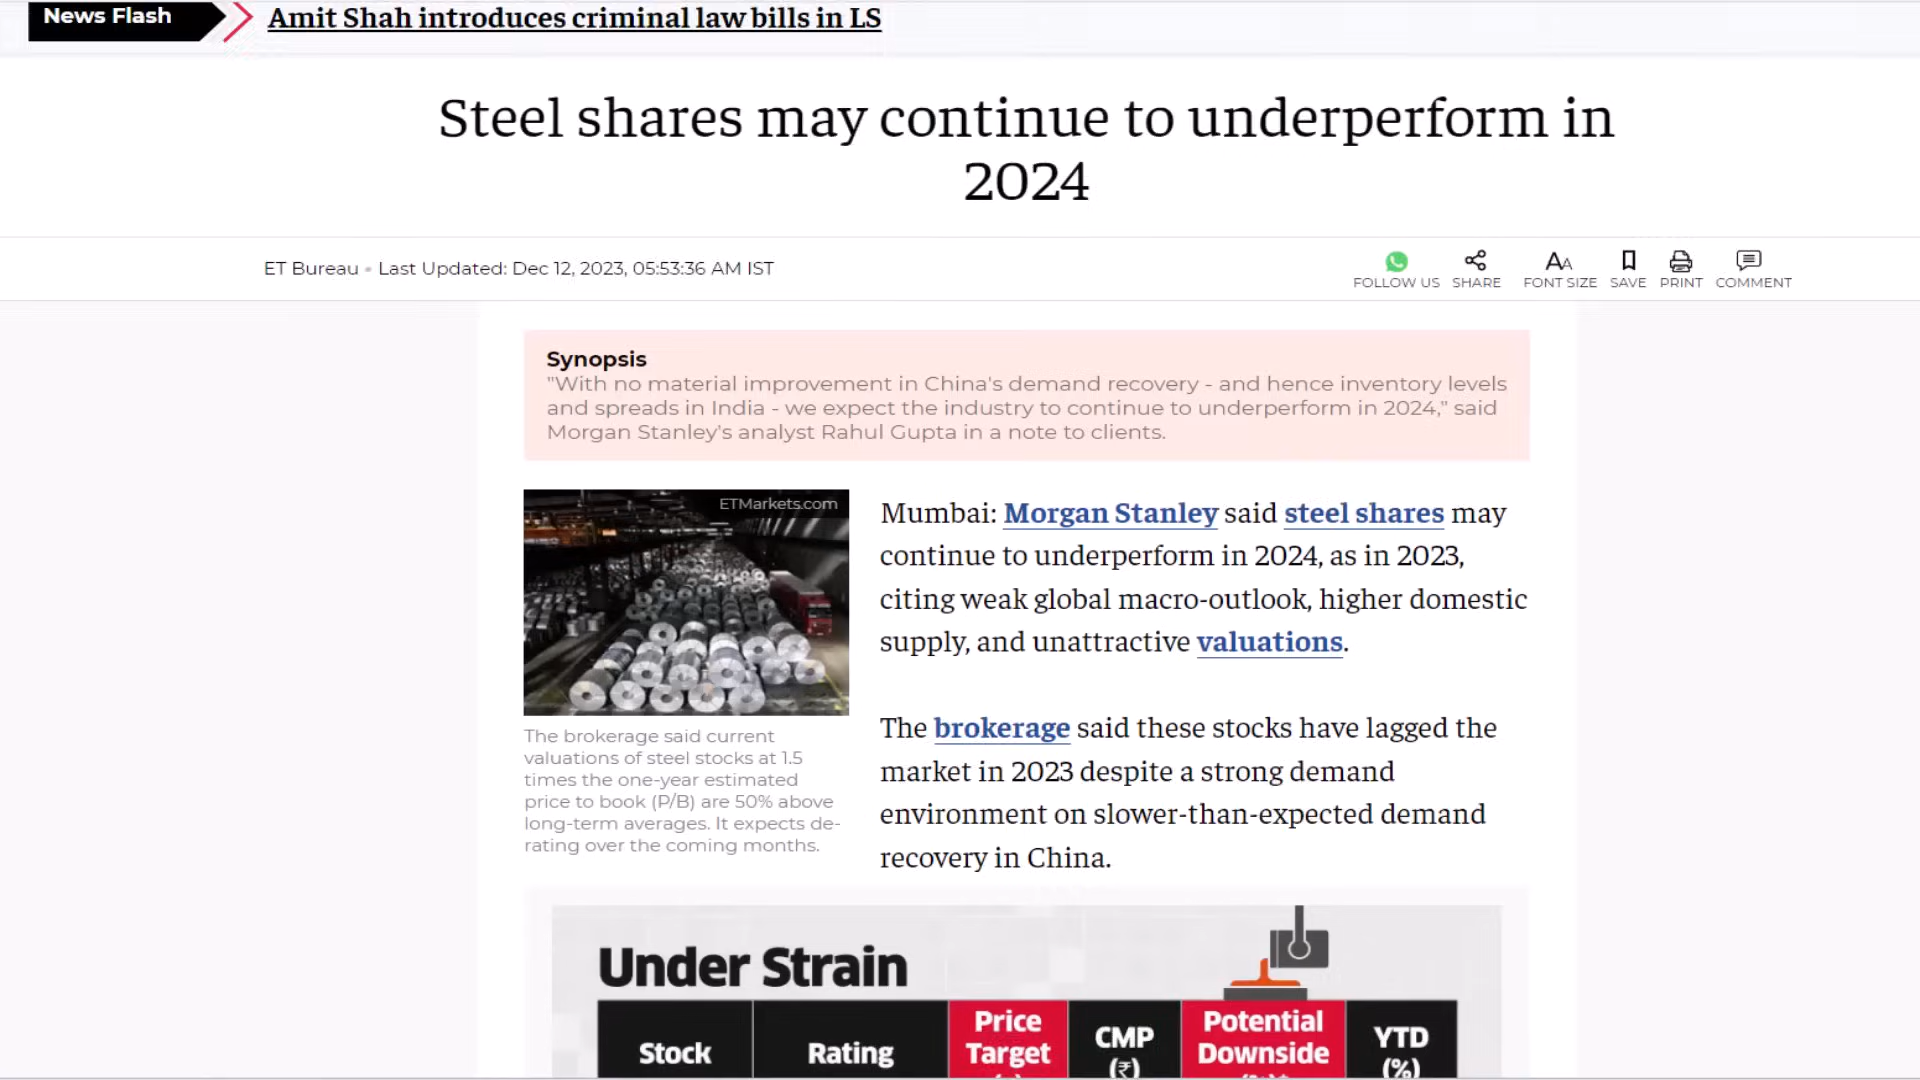 News Flash
Amit Shah introduces criminal law bills in LS
Steel shares may continue to underperform in
2024
ET Bureau • Last Updated: Dec 12, 2023, 05:53:36 AM IST
FOLLOW US
SHARE
FONT SIZE
SAVE
PRINT
COMMENT
Synopsis
"With no material improvement in China's demand recovery - and hence inventory levels
and spreads in India - we expect the industry to continue to underperform in 2024," said
Morgan Stanley's analyst Rahul Gupta in a note to clients.
ETMarkets.com
The brokerage said current
valuations of steel stocks at 1.5
times the one-year estimated
price to book (P/B) are 50% above
long-term averages. It expects de-
rating over the coming months.
Mumbai: Morgan Stanley said steel shares may
continue to underperform in 2024, as in 2023,
citing weak global macro-outlook, higher domestic
supply, and unattractive valuations.
The brokerage said these stocks have lagged the
market in 2023 despite a strong demand
environment on slower-than-expected demand
recovery in China.
Under Strain
Stock
Rating
Price
Target
CMP
(₹)
Potential
Downside
YTD
(%)